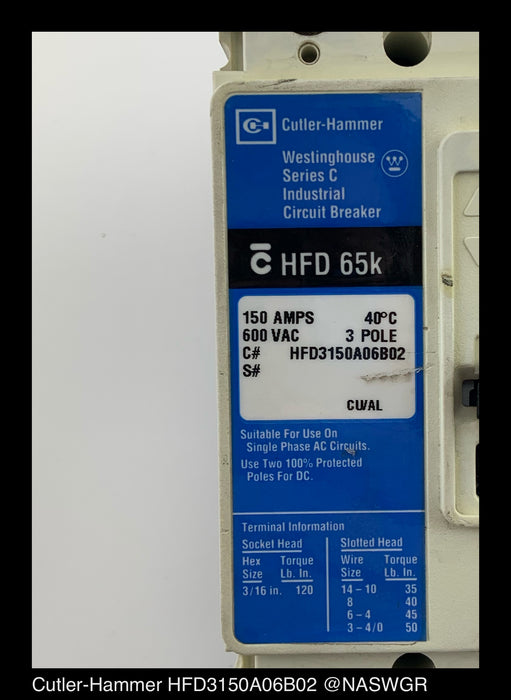 Cutler-Hammer
Westinghouse
Series C
Industrial
Circuit Breaker
C HFD 65k
150 AMPS 40°C
600 VAC 3 POLE
C# HFD3150A06B02
S#
CU/AL
Suitable For Use On
Single Phase AC Circuits.
Use Two 100% Protected
Poles For DC.
Terminal Information
Socket Head
Hex Torque
Size Lb. In.
3/16 in. 120
Slotted Head
Wire Torque
Size Lb. In.
14 – 10 35
8 40
6 – 4 45
3 – 4/0 50
Cutler-Hammer HFD3150A06B02 @NASWGR